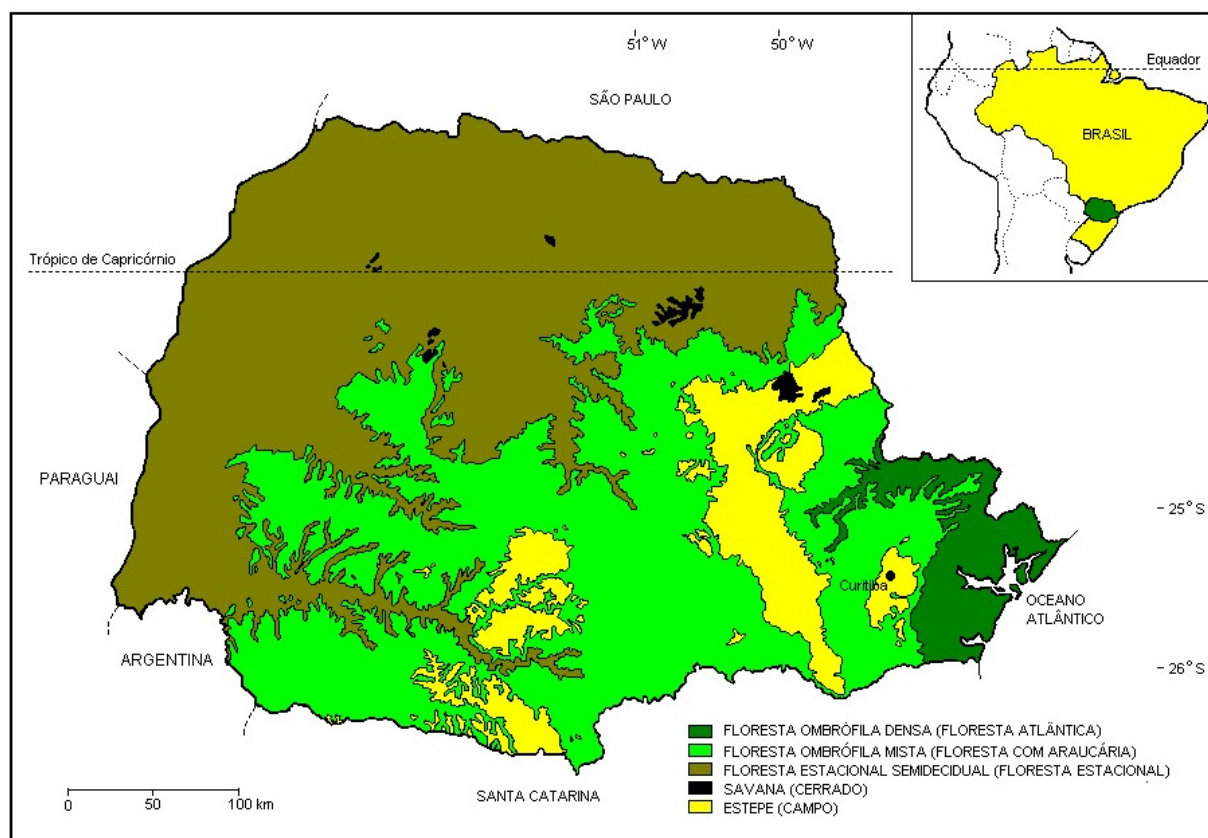 51° W
50° W
SÃO PAULO
Equador
BRASIL
Trópico de Capricórnio
PARAGUAI
25° S
Curitiba
OCEANO
ATLÂNTICO
ARGENTINA
26° S
FLORESTA OMBRÓFILA DENSA (FLORESTA ATLÂNTICA)
FLORESTA OMBRÓFILA MISTA (FLORESTA COM ARAUCÁRIA)
FLORESTA ESTACIONAL SEMIDECIDUAL (FLORESTA ESTACIONAL)
SAVANA (CERRADO)
ESTEPE (CAMPO)
0 50 100 km
SANTA CATARINA